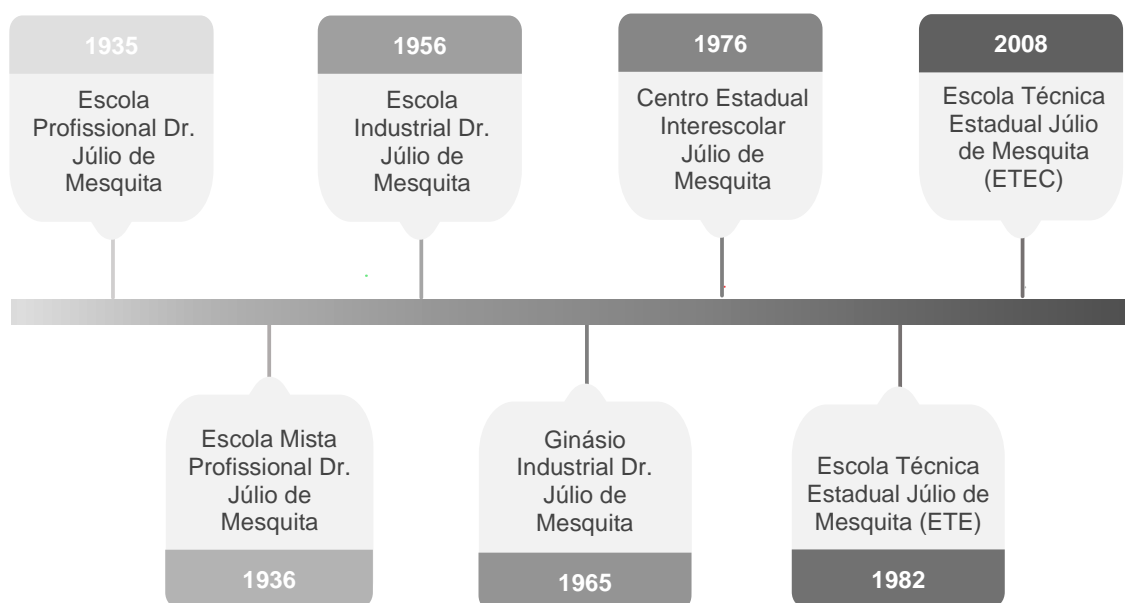 1935
Escola
Profissional Dr.
Júlio de
Mesquita
1956
Escola
Industrial Dr.
Júlio de
Mesquita
1976
Centro Estadual
Interescolar
Júlio de
Mesquita
2008
Escola Técnica
Estadual Júlio
de Mesquita
(ETEC)
Escola Mista
Profissional Dr.
Júlio de
Mesquita
1936
Ginásio
Industrial Dr.
Júlio de
Mesquita
1965
Escola Técnica
Estadual Júlio de
Mesquita (ETE)
1982